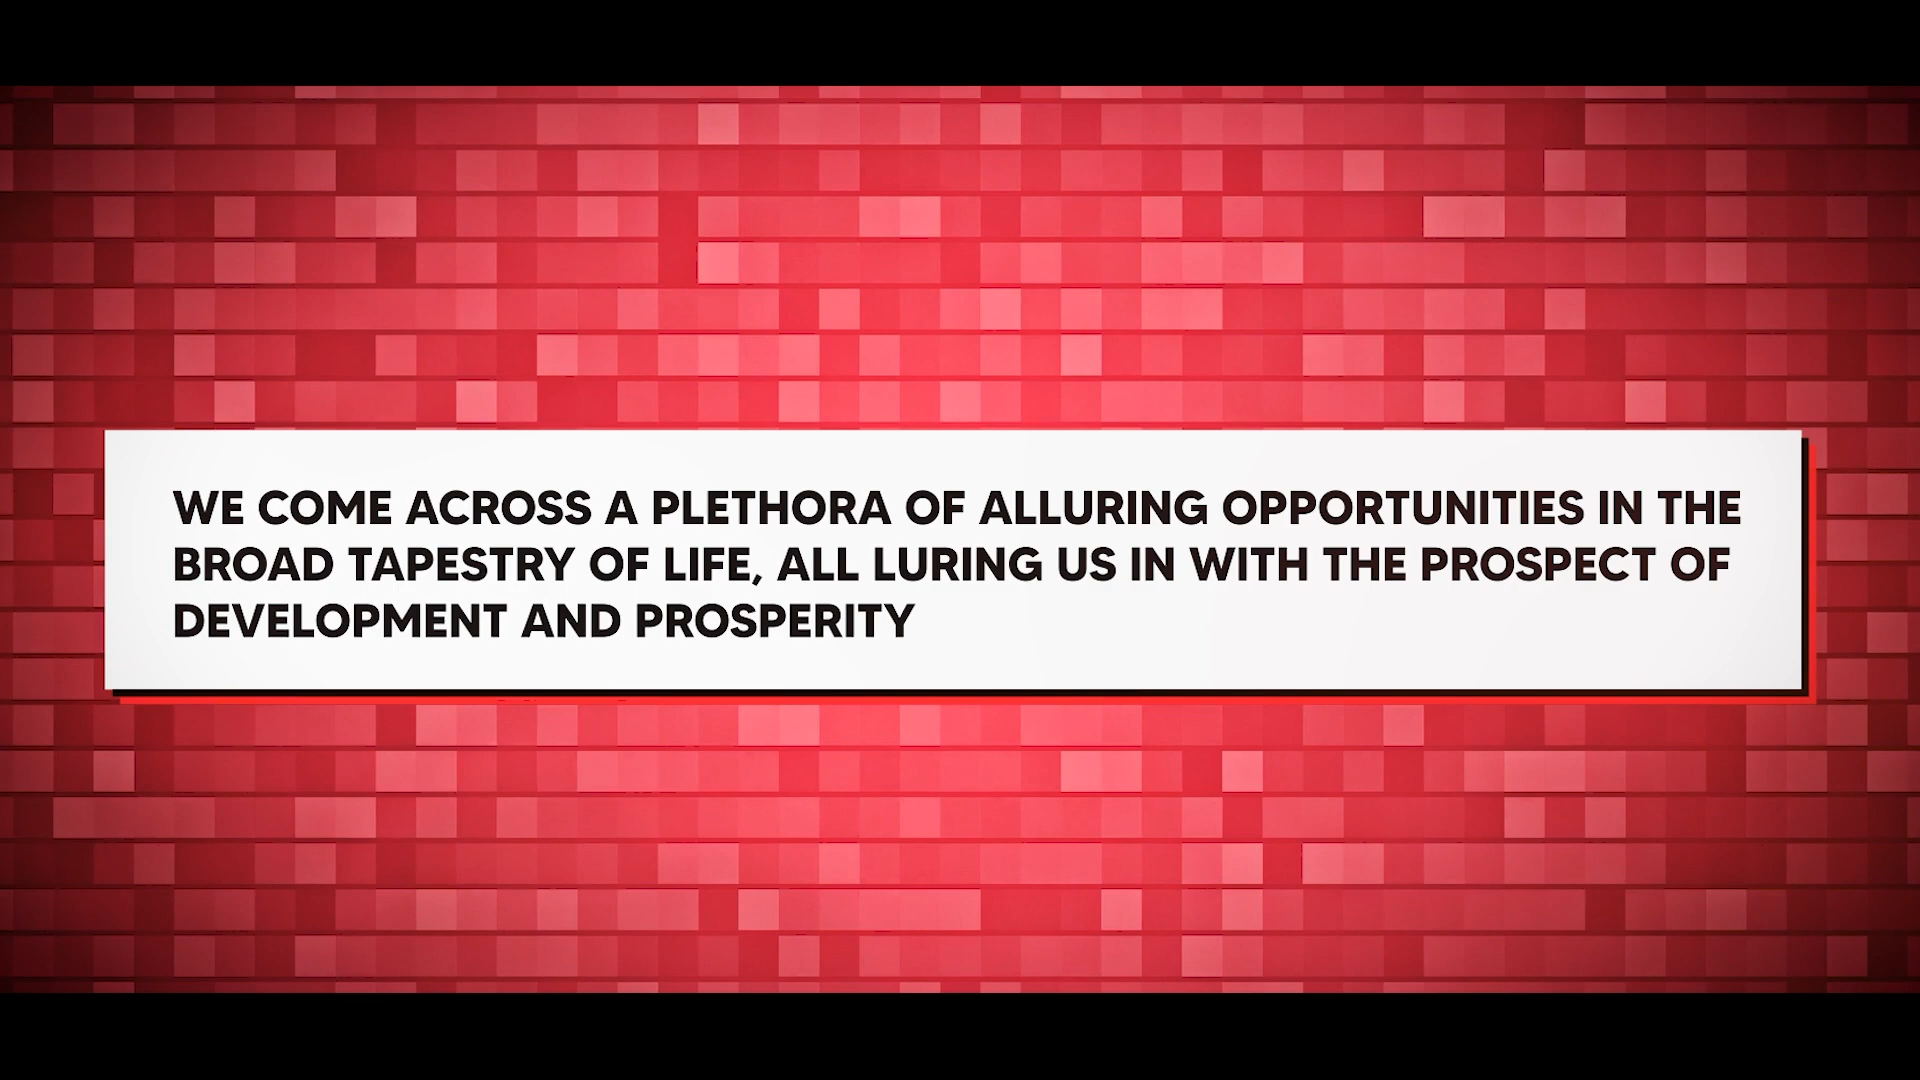 WE COME ACROSS A PLETHORA OF ALLURING OPPORTUNITIES IN THE
BROAD TAPESTRY OF LIFE, ALL LURING US IN WITH THE PROSPECT OF
DEVELOPMENT AND PROSPERITY